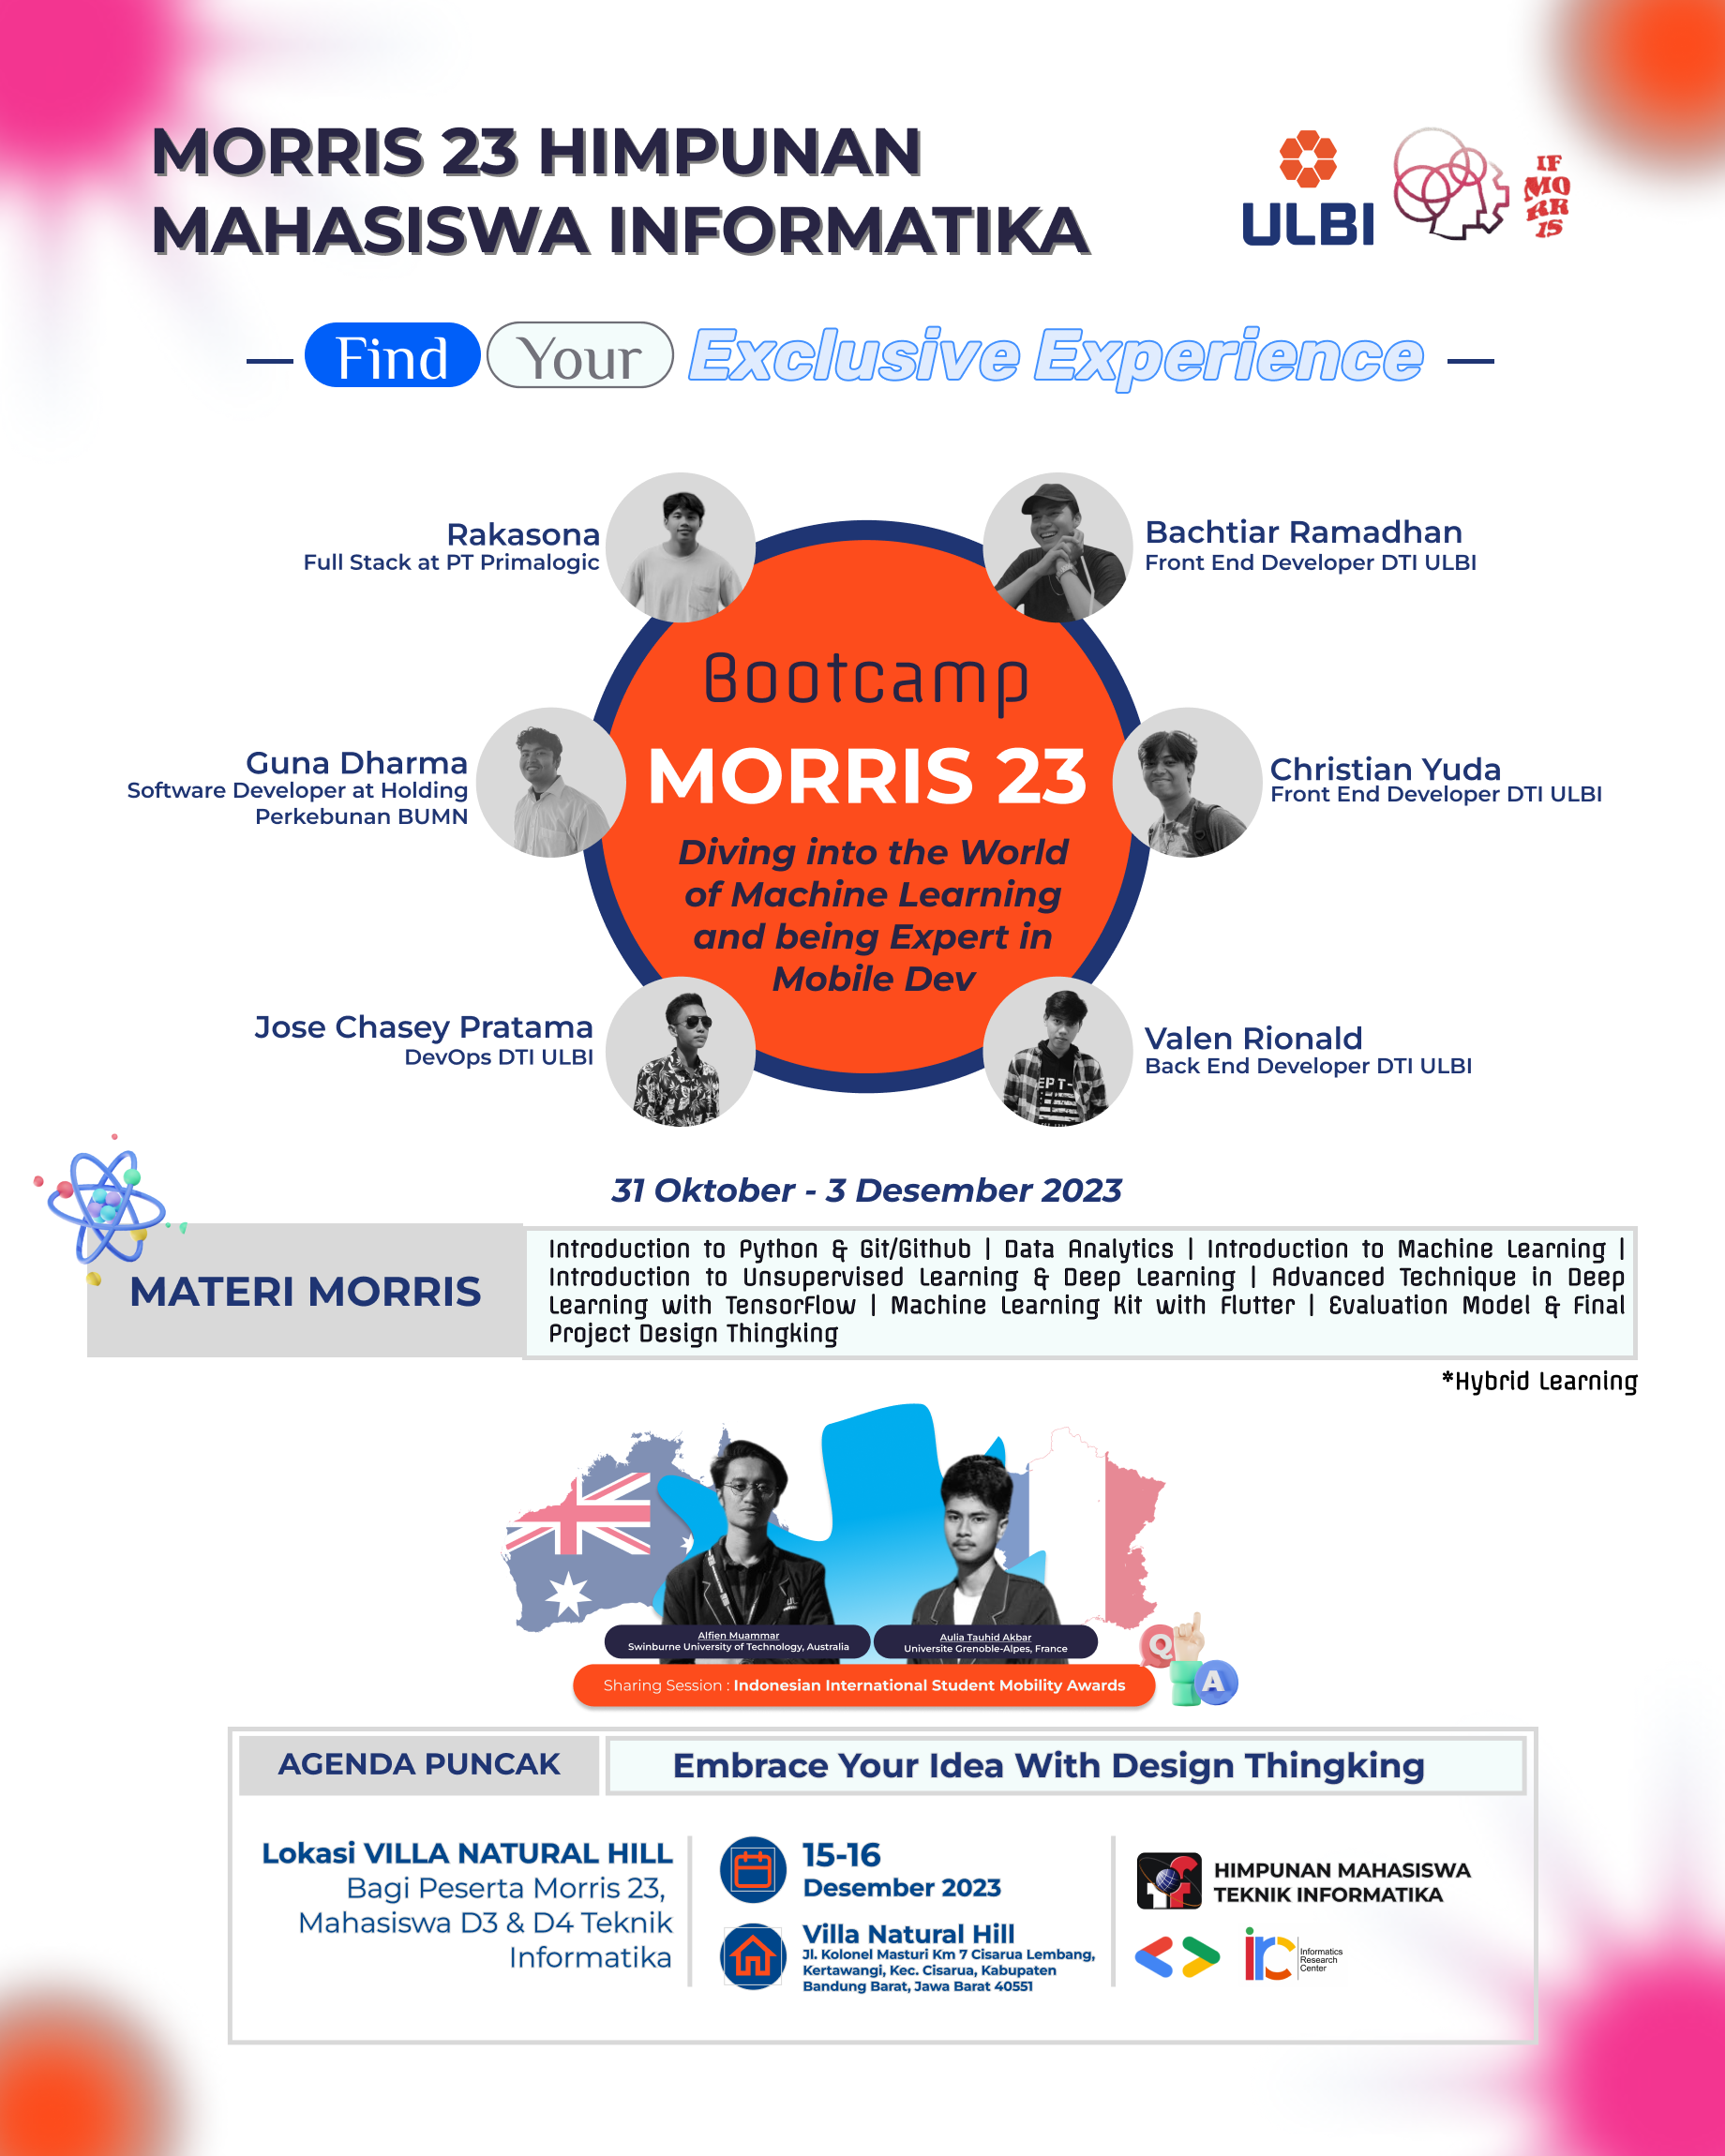 MORRIS 23 HIMPUNAN
MAHASISWA INFORMATIKA
ULBI
IF
MO
RR
IS
Find Your Exclusive Experience
Rakasona
Full Stack at PT Primalogic
Bachtiar Ramadhan
Front End Developer DTI ULBI
Guna Dharma
Software Developer at Holding
Perkebunan BUMN
Christian Yuda
Front End Developer DTI ULBI
Jose Chasey Pratama
DevOps DTI ULBI
Valen Rionald
Back End Developer DTI ULBI
Bootcamp
MORRIS 23
Diving into the World
of Machine Learning
and being Expert in
Mobile Dev
31 Oktober - 3 Desember 2023
MATERI MORRIS
Introduction to Python & Git/Github | Data Analytics | Introduction to Machine Learning |
Introduction to Unsupervised Learning & Deep Learning | Advanced Technique in Deep
Learning with TensorFlow | Machine Learning Kit with Flutter | Evaluation Model & Final
Project Design Thingking
*Hybrid Learning
Alfien Muammar
Swinburne University of Technology, Australia
Aulia Tauhid Akbar
Universite Grenoble-Alpes, France
Q
A
Sharing Session : Indonesian International Student Mobility Awards
AGENDA PUNCAK
Embrace Your Idea With Design Thingking
Lokasi VILLA NATURAL HILL
Bagi Peserta Morris 23,
Mahasiswa D3 & D4 Teknik
Informatika
15-16
Desember 2023
Villa Natural Hill
Jl. Kolonel Masturi Km 7 Cisarua Lembang,
Kertawangi, Kec. Cisarua, Kabupaten
Bandung Barat, Jawa Barat 40551
HIMPUNAN MAHASISWA
TEKNIK INFORMATIKA
irc
Informatics
Research
Center